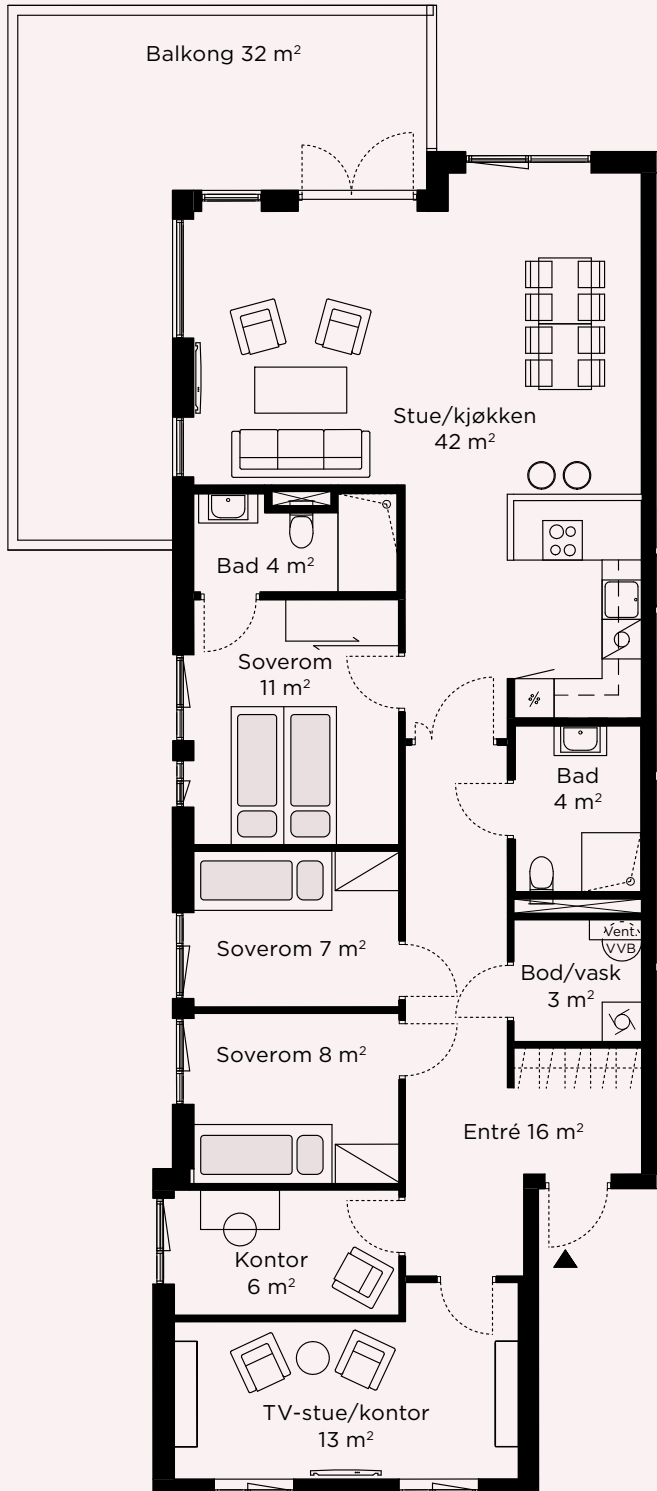 Balkong 32 m²
Stue/kjøkken
42 m²
Bad 4 m²
Soverom
11 m²
%
Bad
4 m²
Vent.
VVB
Soverom 7 m²
Bod/vask
3 m²
Soverom 8 m²
Entré 16 m²
Kontor
6 m²
TV-stue/kontor
13 m²